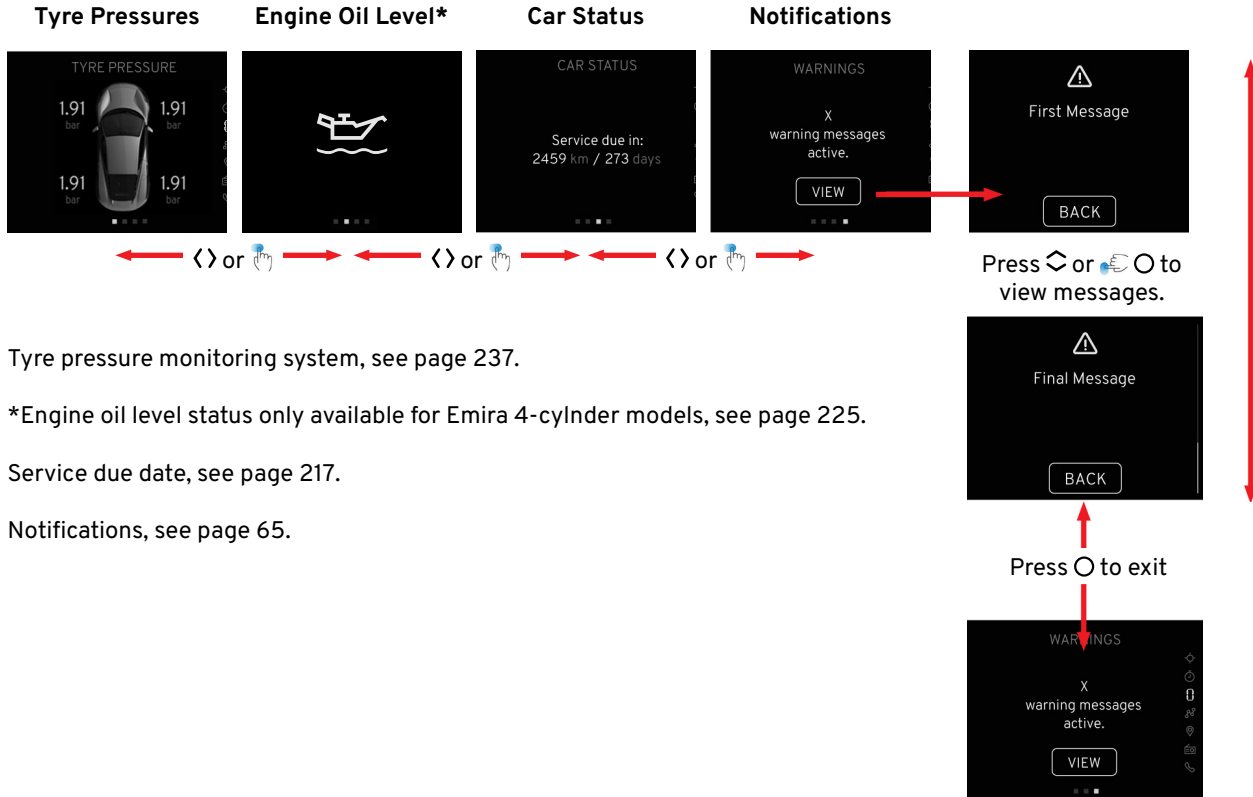 Tyre Pressures
Engine Oil Level*
Car Status
Notifications
TYRE PRESSURE
1.91
bar
1.91
bar
1.91
bar
1.91
bar
CAR STATUS
Service due in:
2459 km / 273 days
WARNINGS
X
warning messages
active.
VIEW
First Message
BACK
or
or
or
Press or to
view messages.
Final Message
BACK
Tyre pressure monitoring system, see page 237.
*Engine oil level status only available for Emira 4-cylnder models, see page 225.
Service due date, see page 217.
Notifications, see page 65.
Press to exit
WARNINGS
X
warning messages
active.
VIEW